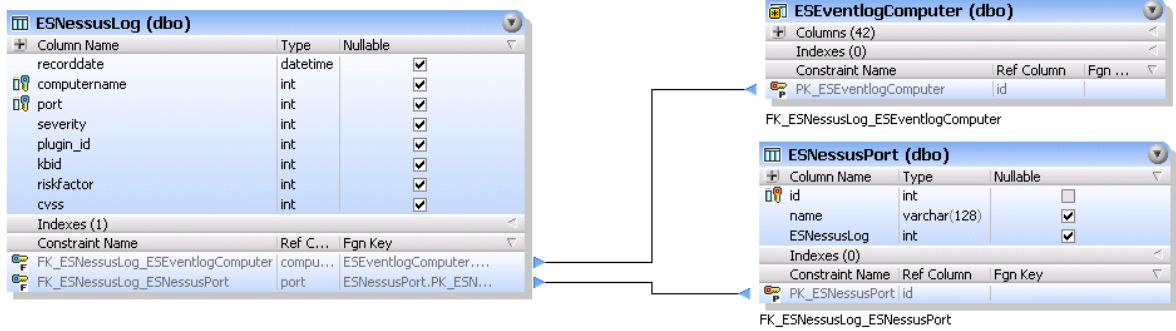 ESNessusLog (dbo)
Column Name Type Nullable
recorddate datetime
computername int
port int
severity int
plugin_id int
kbid int
riskfactor int
cvss int
Indexes (1)
Constraint Name Ref C... Fgn Key
FK_ESNessusLog_ESEventlogComputer compu... ESEventlogComputer....
FK_ESNessusLog_ESNessusPort port ESNessusPort.PK_ESN...
ESEventlogComputer (dbo)
Columns (42)
Indexes (0)
Constraint Name Ref Column Fgn ...
PK_ESEventlogComputer id
FK_ESNessusLog_ESEventlogComputer
ESNessusPort (dbo)
Column Name Type Nullable
id int
name varchar(128)
ESNessusLog int
Indexes (0)
Constraint Name Ref Column Fgn Key
PK_ESNessusPort id
FK_ESNessusLog_ESNessusPort